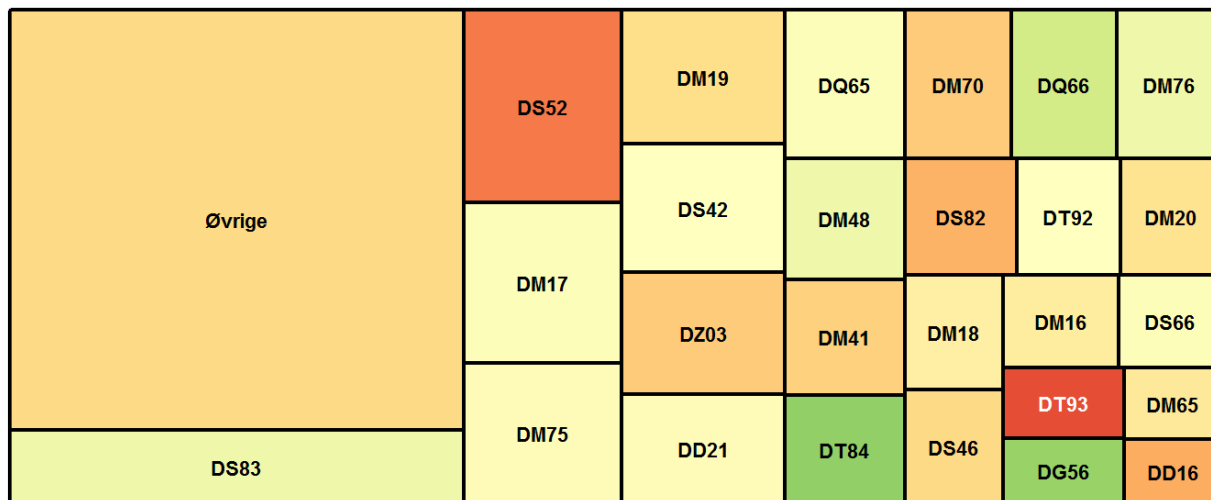 Øvrige
DS83
DS52
DM17
DM75
DM19
DS42
DZ03
DD21
DQ65
DM48
DM41
DT84
DM70
DQ66
DM76
DS82
DT92
DM20
DM18
DS46
DM16
DS66
DT93
DM65
DG56
DD16